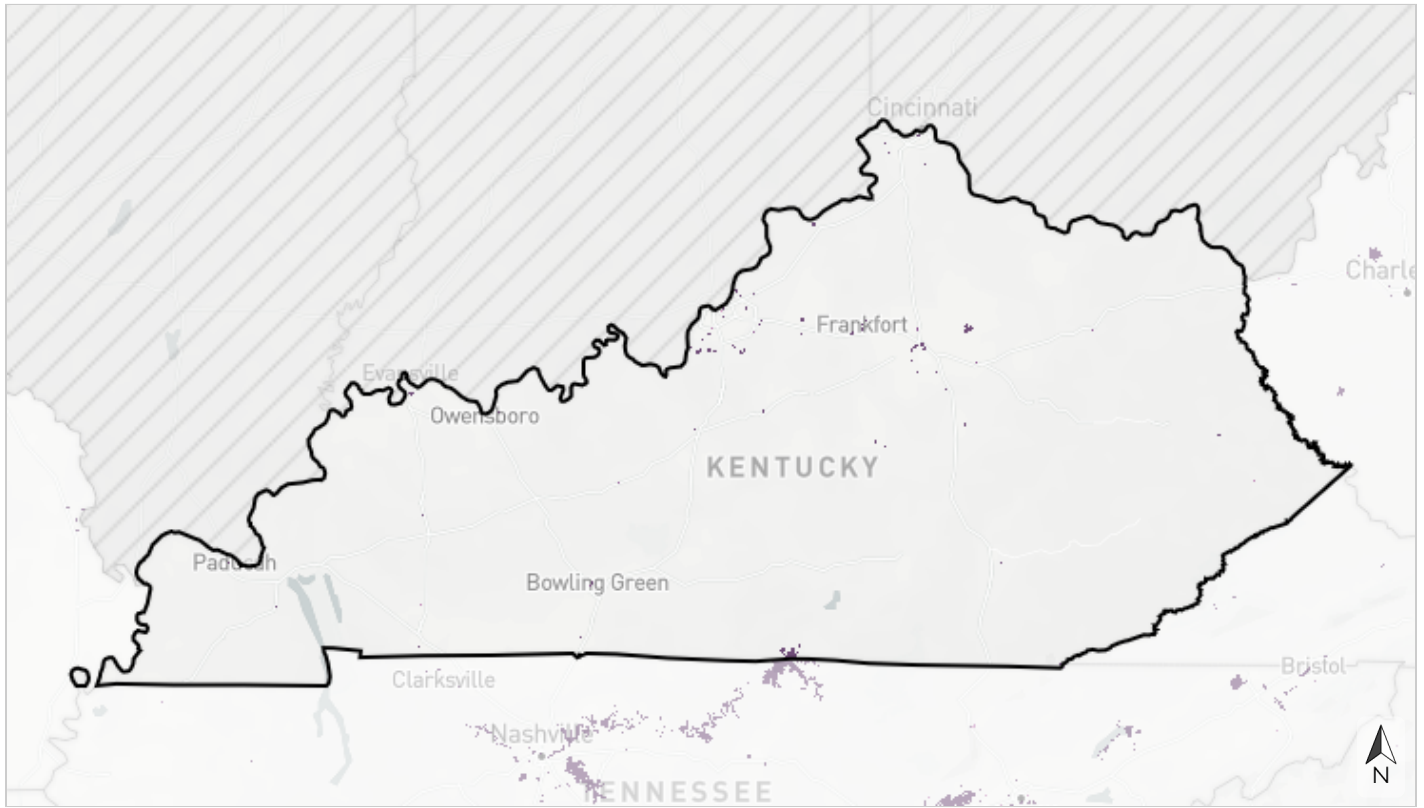 Cincinnati
Charle
Frankfort
Evansville
Owensboro
KENTUCKY
Paducah
Bowling Green
Clarksville
Bristol
Nashville
TENNESSEE
N